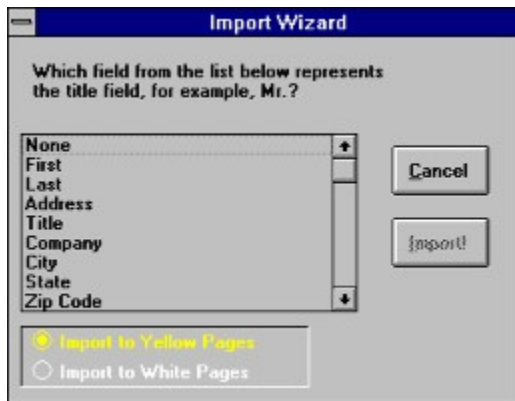 Import Wizard
Which field from the list below represents
the title field, for example, Mr.?
None
First
Last
Address
Title
Company
City
State
Zip Code
Cancel
Import!
Import to Yellow Pages
Import to White Pages